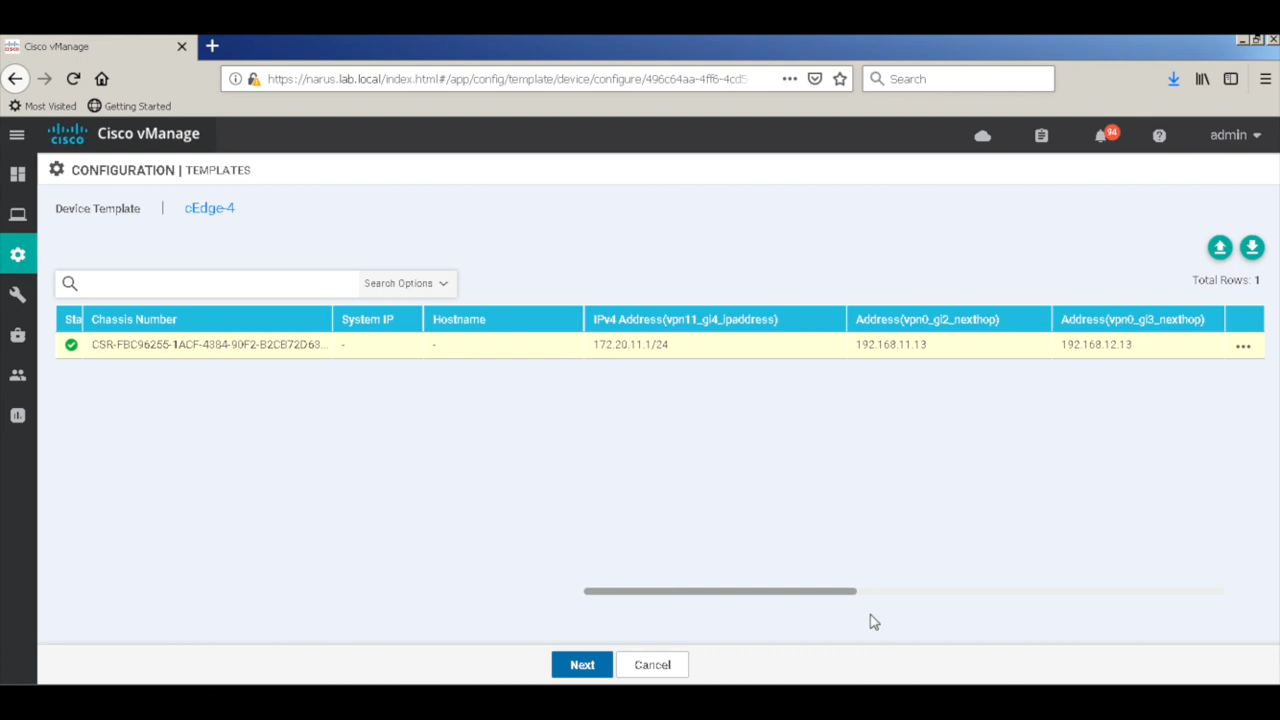 Cisco vManage
https://narus.lab.local/index.html#/app/config/template/device/configure/496c64aa-4ff6-4cd5-
Search
Most Visited
Getting Started
CISCO
Cisco vManage
94
admin
CONFIGURATION | TEMPLATES
Device Template | cEdge-4
Search Options
Total Rows: 1
Sta
Chassis Number
System IP
Hostname
IPv4 Address(vpn11_gi4_ipaddress)
Address(vpn0_gi2_nexthop)
Address(vpn0_gi3_nexthop)
CSR-FBC96255-1ACF-4384-90F2-B2CB72D63...
-
-
172.20.11.1/24
192.168.11.13
192.168.12.13
Next
Cancel